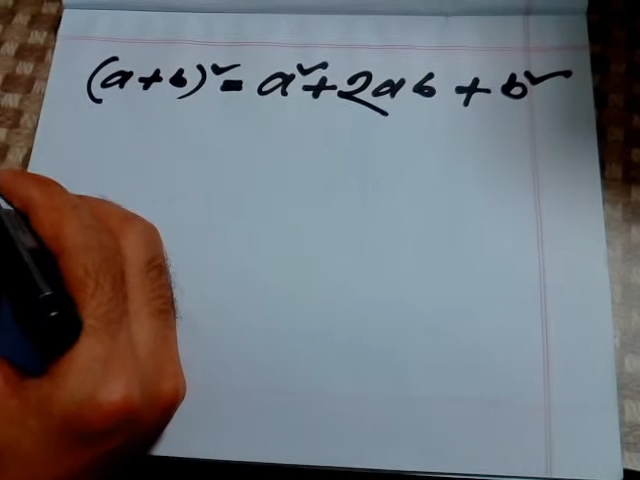 (a+b)² = a²+2ab+b²